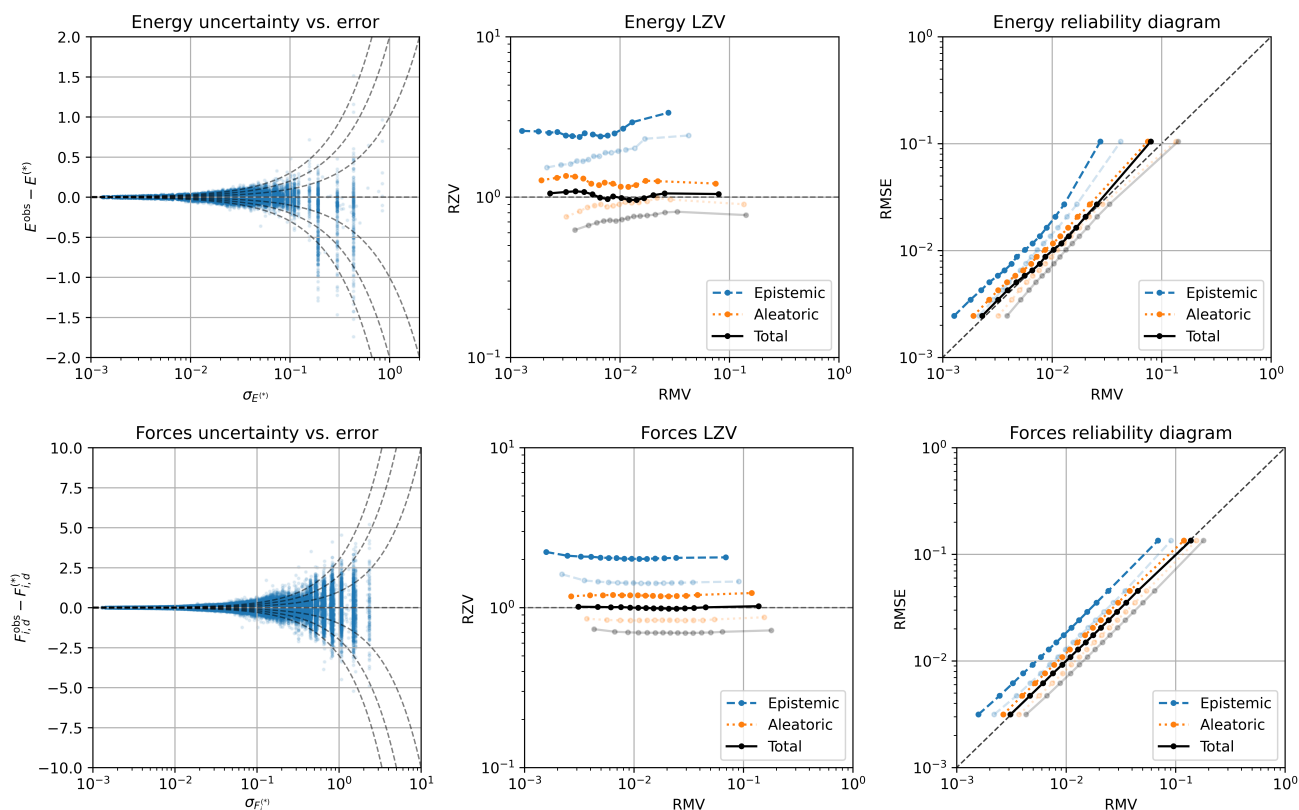 Energy uncertainty vs. error
2.0
1.5
1.0
0.5
0.0
−0.5
−1.0
−1.5
−2.0
E^obs − E^(*)
10^−3 10^−2 10^−1 10^0
σ_E^(*)
Energy LZV
10^1
10^0
10^−1
RZV
Epistemic
Aleatoric
Total
10^−3 10^−2 10^−1 10^0
RMV
Energy reliability diagram
10^0
10^−1
10^−2
10^−3
RMSE
Epistemic
Aleatoric
Total
10^−3 10^−2 10^−1 10^0
RMV
Forces uncertainty vs. error
10.0
7.5
5.0
2.5
0.0
−2.5
−5.0
−7.5
−10.0
F_i,d^obs − F_i,d^(*)
10^−3 10^−2 10^−1 10^0 10^1
σ_F_i^(*)
Forces LZV
10^1
10^0
10^−1
RZV
Epistemic
Aleatoric
Total
10^−3 10^−2 10^−1 10^0
RMV
Forces reliability diagram
10^0
10^−1
10^−2
10^−3
RMSE
Epistemic
Aleatoric
Total
10^−3 10^−2 10^−1 10^0
RMV